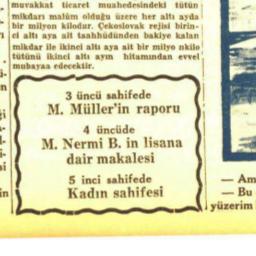 muvakkat ticaret muahedesindeki tütün
mikdarı malûm olduğu üzere her altı ayda
bir milyon kilodur. Çekoslovak rejisi birin-
ci altı aya ait taahhüdünden bakiye kalan
mikdar ile ikinci altı aya ait bir milyo nkilo
tütünü ikinci altı ayın hitamından evvel
mubayaa edecektir.
3 üncü sahifede
M. Müller'in raporu
4 üncüde
M. Nermi B. in lisana
dair makalesi
5 inci sahifede
Kadın sahifesi
— Am
— Bu
yüzerim